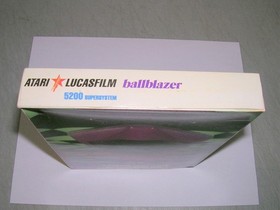 ATARI LUCASFILM ballblazer
5200 SUPERSYSTEM